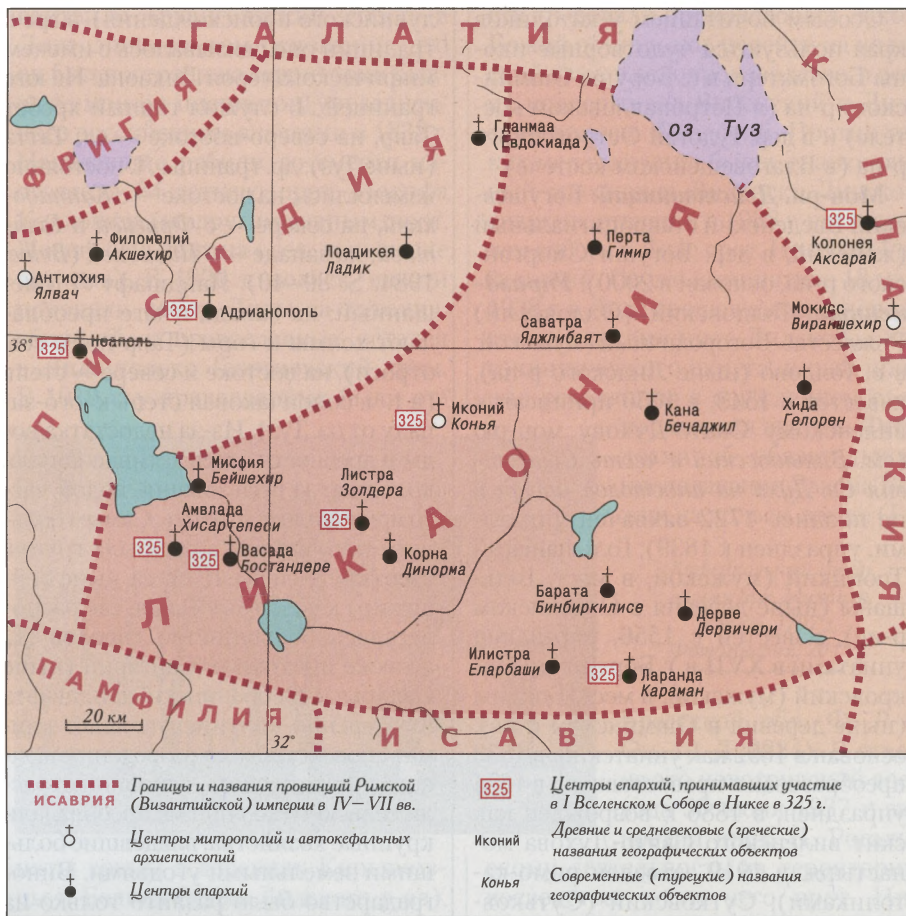 ГАЛАТИЯ
ФРИГИЯ
КАППАДОКИЯ
ПИСИДИЯ
ЛИКАОНИЯ
ПАМФИЛИЯ
ИСАВРИЯ
оз. Туз
Гланмаа
(Евдокиада)
325
Колонея
Аксарай
Филомелий
Акшехир
Лаодикея
Ладик
Перта
Гимир
Антиохия
Ялвач
325
Адрианополь
Мокисс
Вираншехир
Саватра
Яджлибаят
38°
325
Неаполь
Хида
Гёлорен
325
Иконий
Конья
Кана
Бечаджил
Мисфия
Бейшехир
Листра
Золдера
325
Амвлада
Хисартепеси
325
325
Васада
Бостандере
Корна
Динорма
Барата
Бинбиркилисе
Дерве
Дервичери
Илистра
Еларбаши
325
Ларанда
Караман
20 км
32°
ИСАВРИЯ
Границы и названия провинций Римской
(Византийской) империи в IV–VII вв.
Центры митрополий и автокефальных
архиепископий
Центры епархий
325
Центры епархий, принимавших участие
в I Вселенском Соборе в Никее в 325 г.
Иконий
Древние и средневековые (греческие)
названия географических объектов
Конья
Современные (турецкие) названия
географических объектов